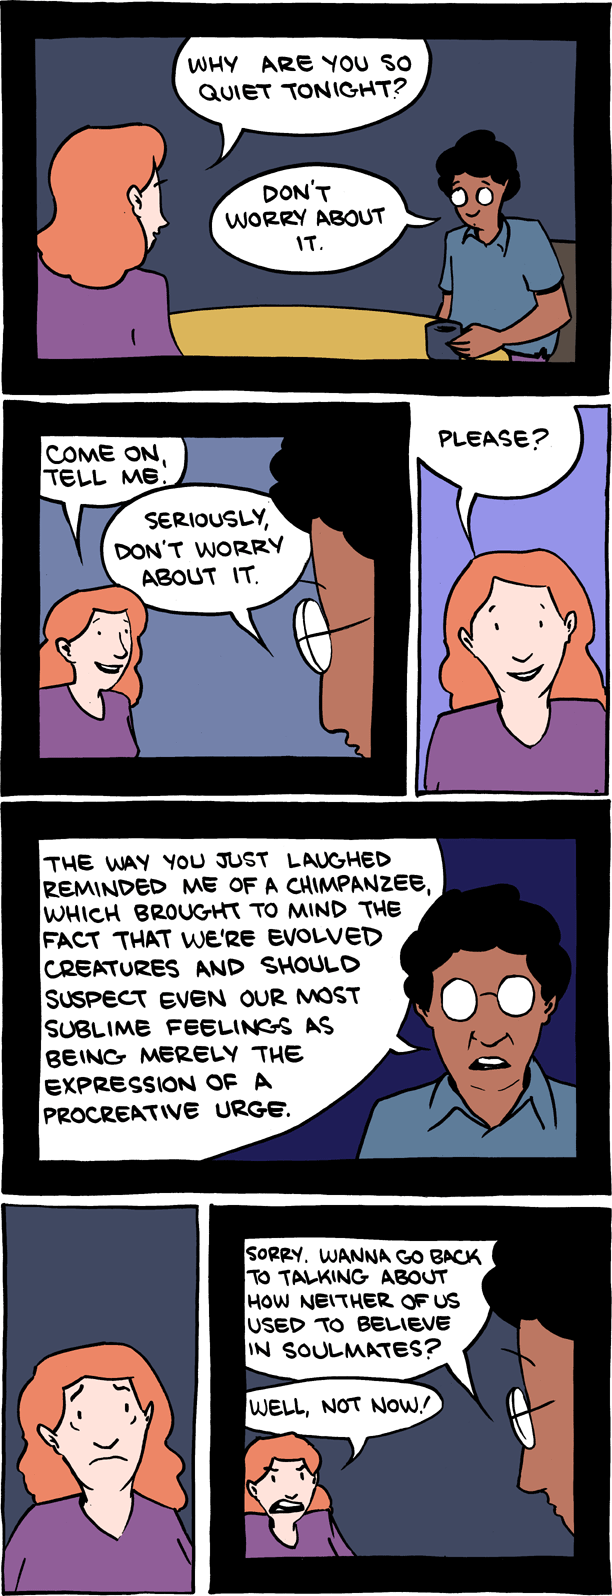 WHY ARE YOU SO
QUIET TONIGHT?
DON'T
WORRY ABOUT
IT.
COME ON,
TELL ME.
SERIOUSLY,
DON'T WORRY
ABOUT IT.
PLEASE?
THE WAY YOU JUST LAUGHED
REMINDED ME OF A CHIMPANZEE,
WHICH BROUGHT TO MIND THE
FACT THAT WE'RE EVOLVED
CREATURES AND SHOULD
SUSPECT EVEN OUR MOST
SUBLIME FEELINGS AS
BEING MERELY THE
EXPRESSION OF A
PROCREATIVE URGE.
SORRY. WANNA GO BACK
TO TALKING ABOUT
HOW NEITHER OF US
USED TO BELIEVE
IN SOULMATES?
WELL, NOT NOW!